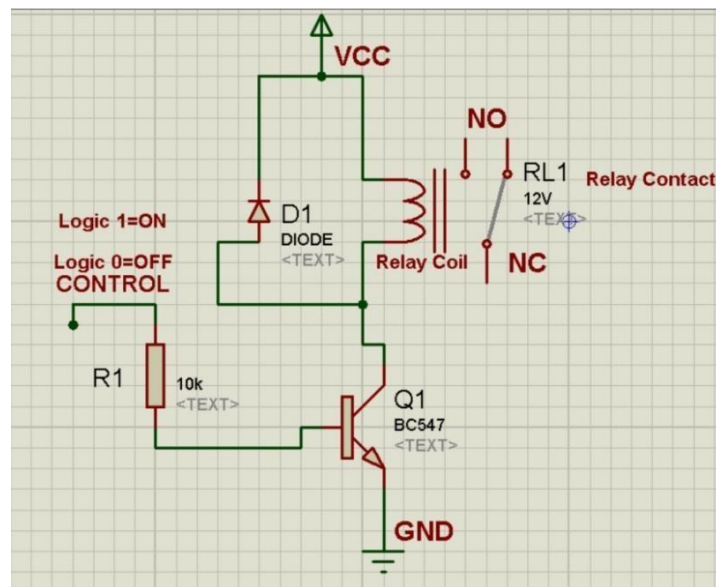 VCC
NO
RL1
Relay Contact
12V
<TEXT>
D1
Logic 1=ON
DIODE
<TEXT>
Relay Coil
NC
Logic 0=OFF
CONTROL
R1
10k
<TEXT>
Q1
BC547
<TEXT>
GND